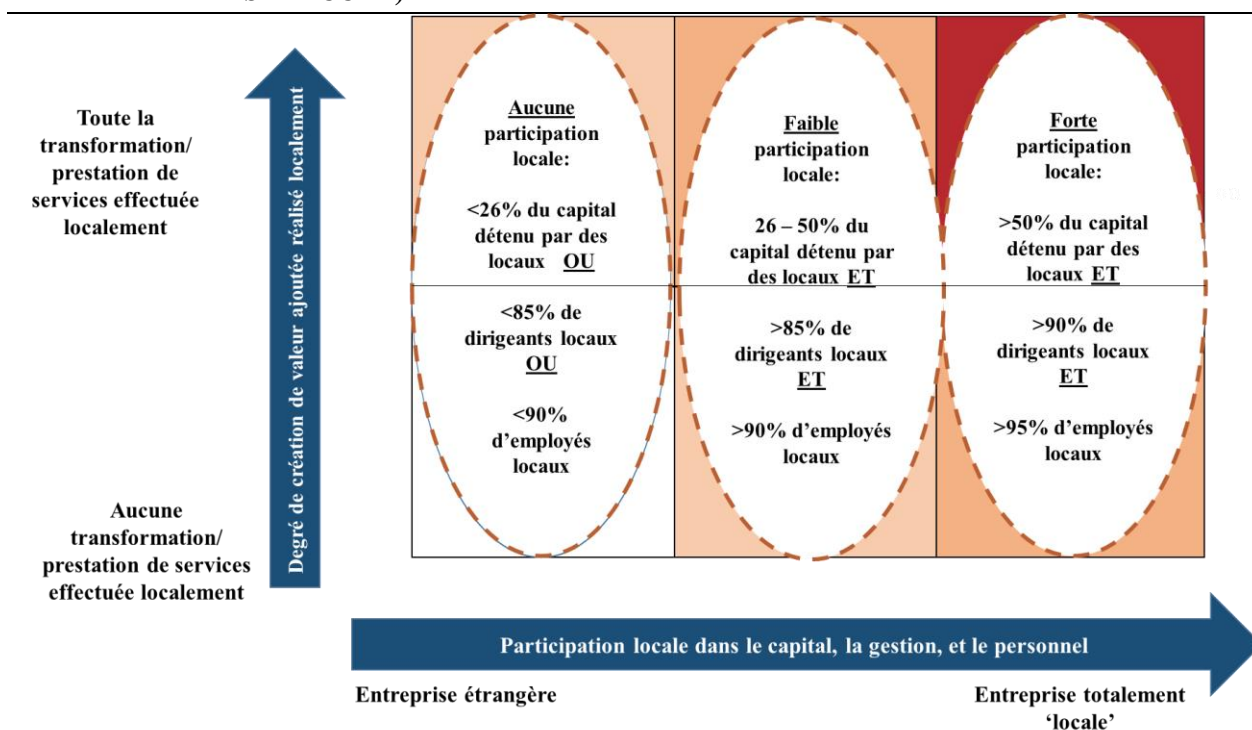 Toute la
transformation/
prestation de
services effectuée
localement
Aucune
transformation/
prestation de services
effectuée localement
Degré de création de valeur ajoutée réalisé localement
Aucune
participation
locale:
<26% du capital
détenu par des
locaux OU
<85% de
dirigeants locaux
OU
<90%
d’employés
locaux
Faible
participation
locale:
26 – 50% du
capital détenu par
des locaux ET
>85% de
dirigeants locaux
ET
>90% d’employés
locaux
Forte
participation
locale:
>50% du capital
détenu par des
locaux ET
>90% de
dirigeants locaux
ET
>95% d’employés
locaux
Participation locale dans le capital, la gestion, et le personnel
Entreprise étrangère
Entreprise totalement
‘locale’